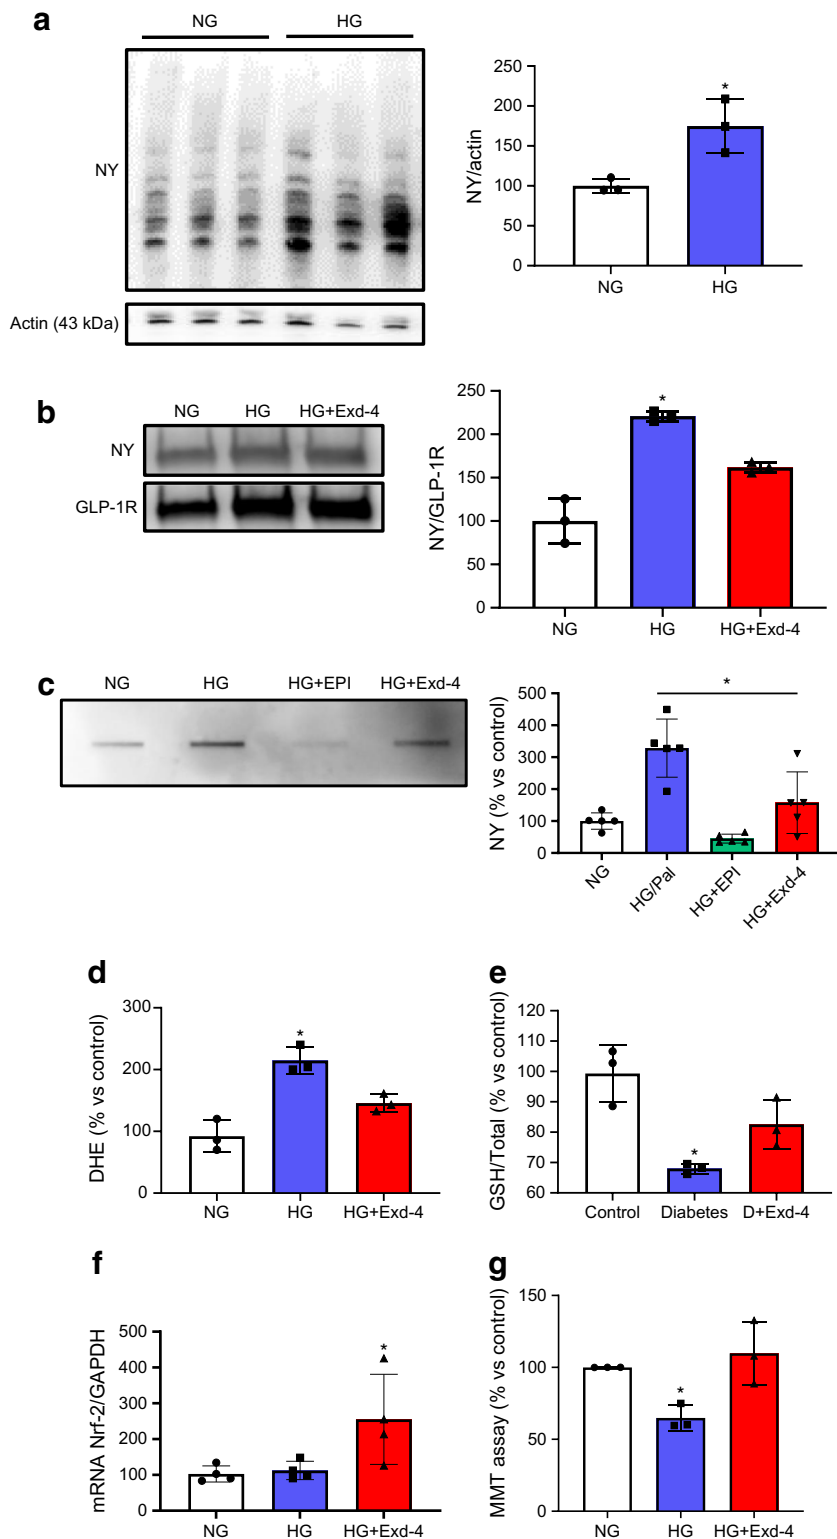 a
NG HG
NY
Actin (43 kDa)
NY/actin
250
200
150
100
50
0
*
NG HG
b
NG HG HG+Exd-4
NY
GLP-1R
NY/GLP-1R
250
200
150
100
50
0
*
NG HG HG+Exd-4
c
NG HG HG+EPI HG+Exd-4
NY (% vs control)
500
400
300
200
100
0
*
NG HG/Pal HG+EPI HG+Exd-4
d
DHE (% vs control)
300
200
100
0
*
NG HG HG+Exd-4
e
GSH/Total (% vs control)
120
110
100
90
80
70
60
*
Control Diabetes D+Exd-4
f
mRNA Nrf-2/GAPDH
500
400
300
200
100
0
*
NG HG HG+Exd-4
g
MMT assay (% vs control)
150
100
50
0
*
NG HG HG+Exd-4